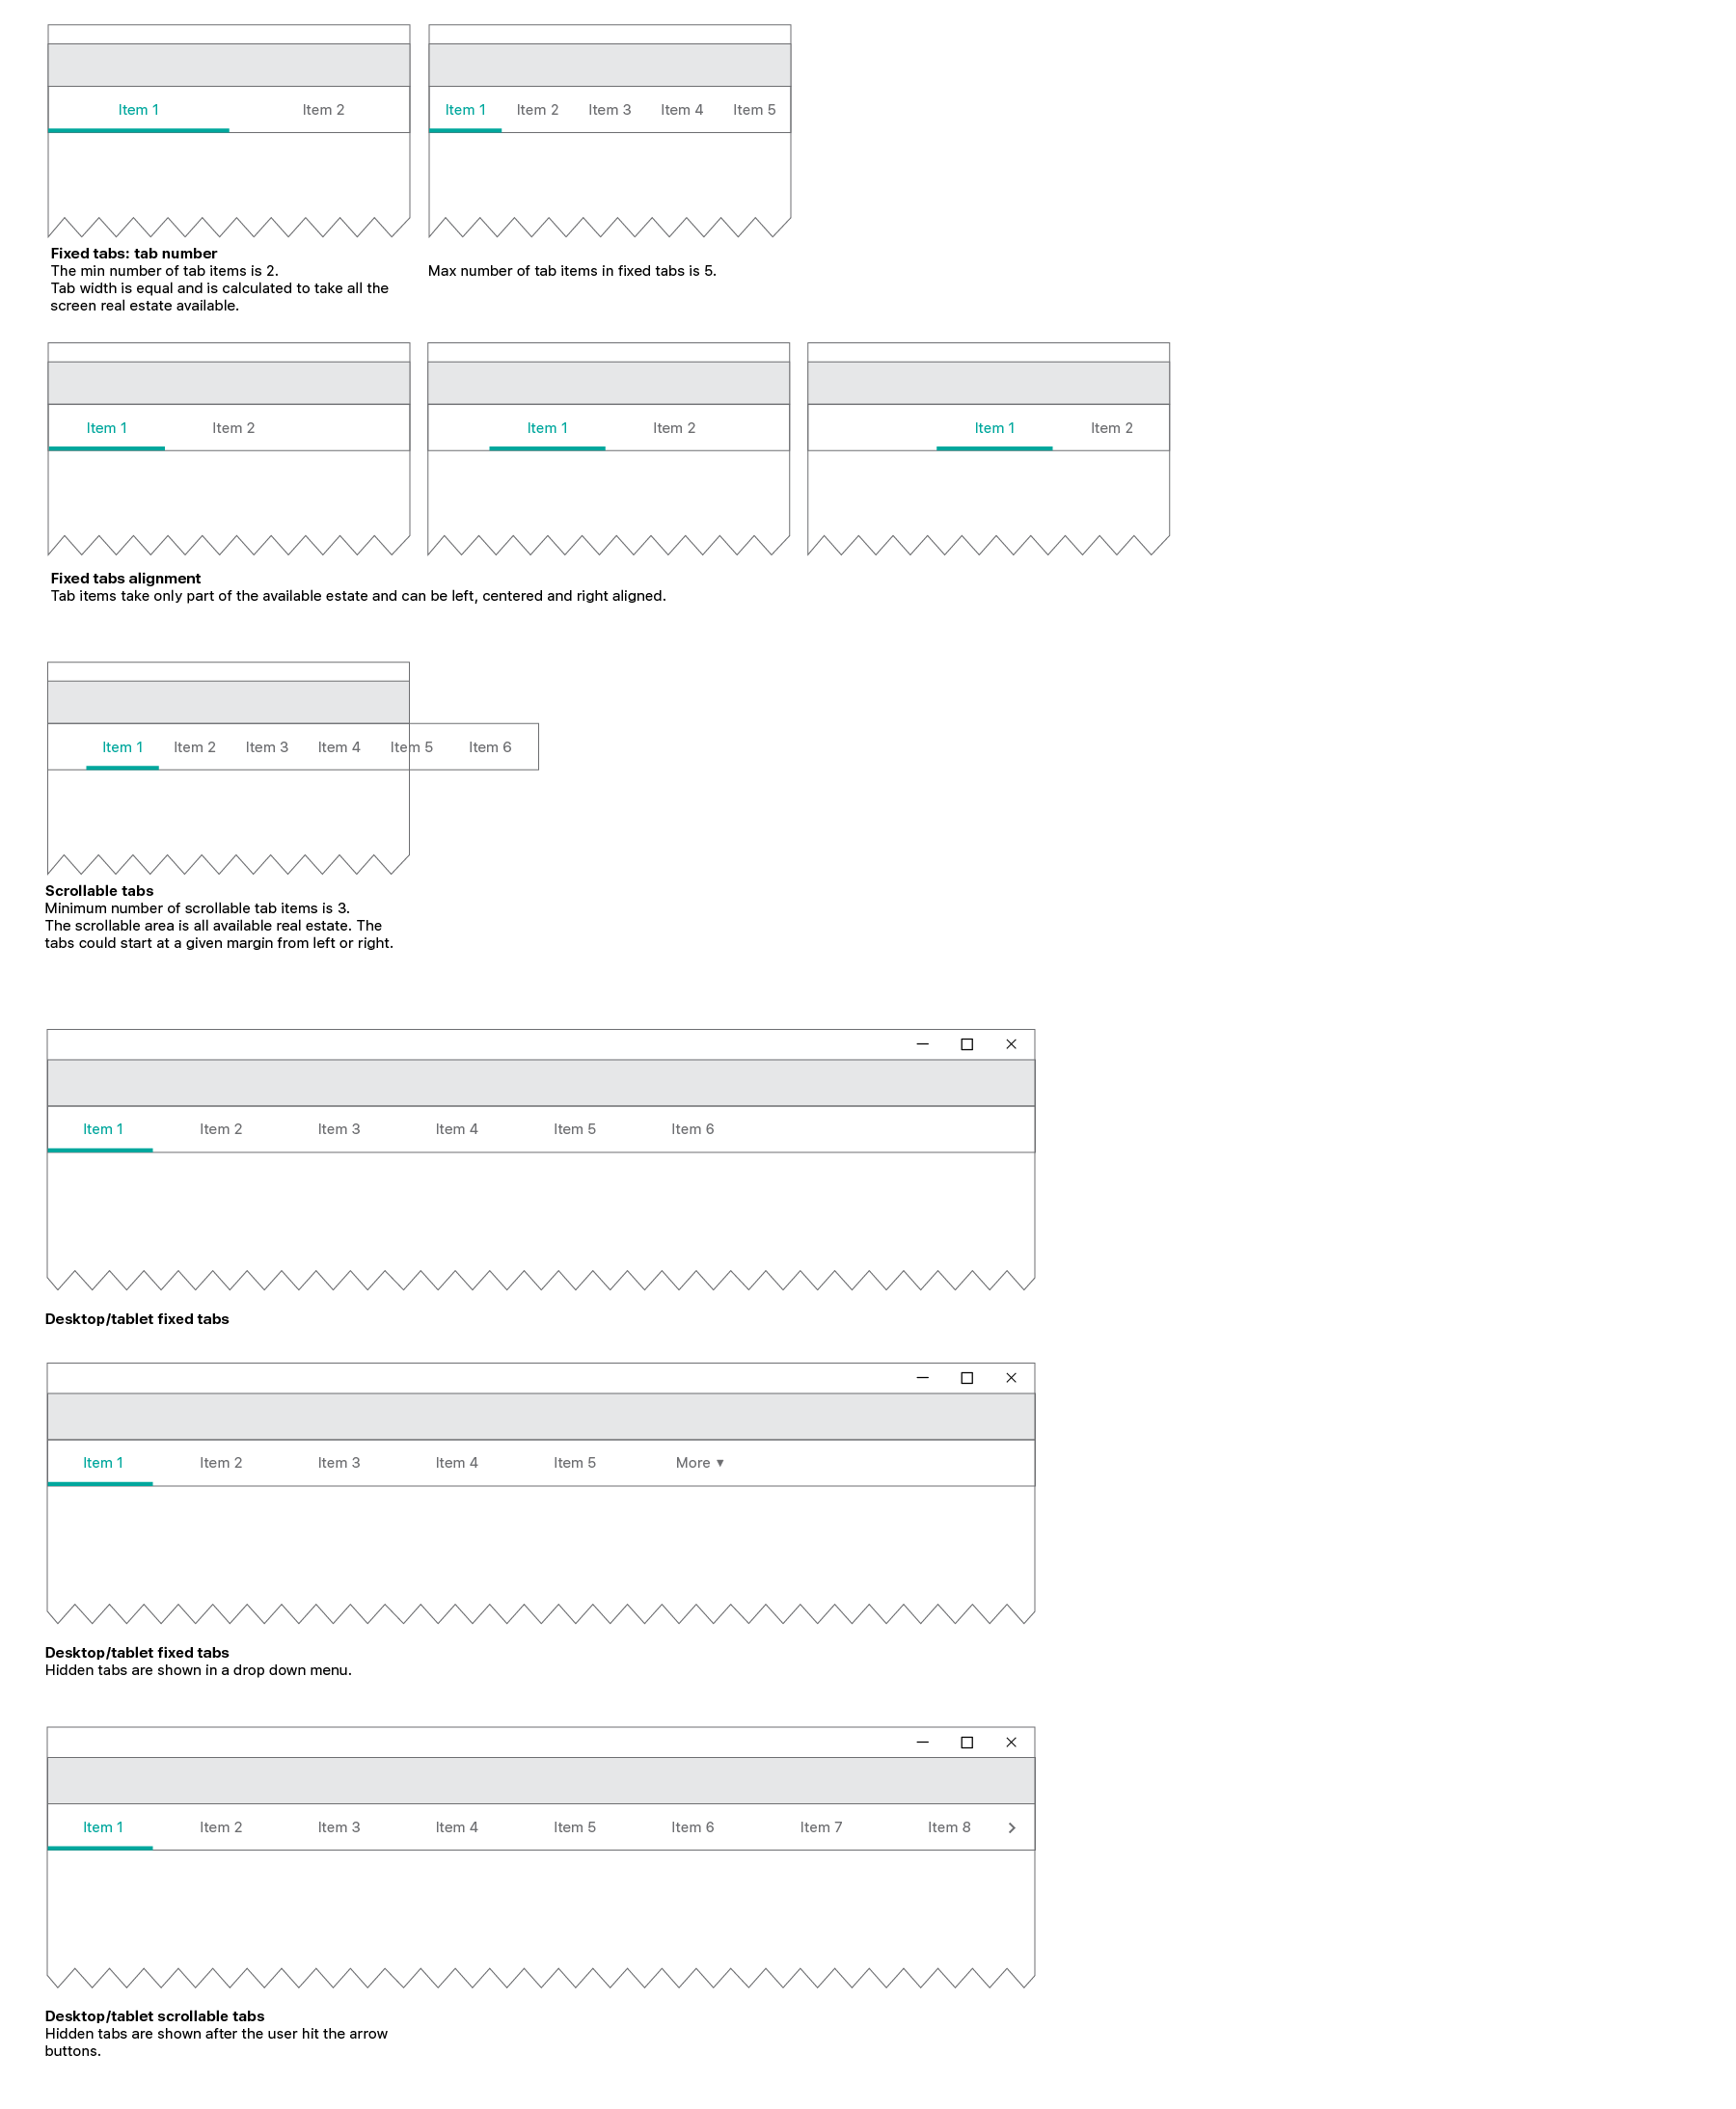 Item 1 Item 2
Item 1 Item 2 Item 3 Item 4 Item 5
Fixed tabs: tab number
The min number of tab items is 2.
Tab width is equal and is calculated to take all the
screen real estate available.
Max number of tab items in fixed tabs is 5.
Item 1 Item 2
Item 1 Item 2
Item 1 Item 2
Fixed tabs alignment
Tab items take only part of the available estate and can be left, centered and right aligned.
Item 1 Item 2 Item 3 Item 4 Item 5 Item 6
Scrollable tabs
Minimum number of scrollable tab items is 3.
The scrollable area is all available real estate. The
tabs could start at a given margin from left or right.
Item 1 Item 2 Item 3 Item 4 Item 5 Item 6
Desktop/tablet fixed tabs
Item 1 Item 2 Item 3 Item 4 Item 5 More ▼
Desktop/tablet fixed tabs
Hidden tabs are shown in a drop down menu.
Item 1 Item 2 Item 3 Item 4 Item 5 Item 6 Item 7 Item 8
Desktop/tablet scrollable tabs
Hidden tabs are shown after the user hit the arrow
buttons.